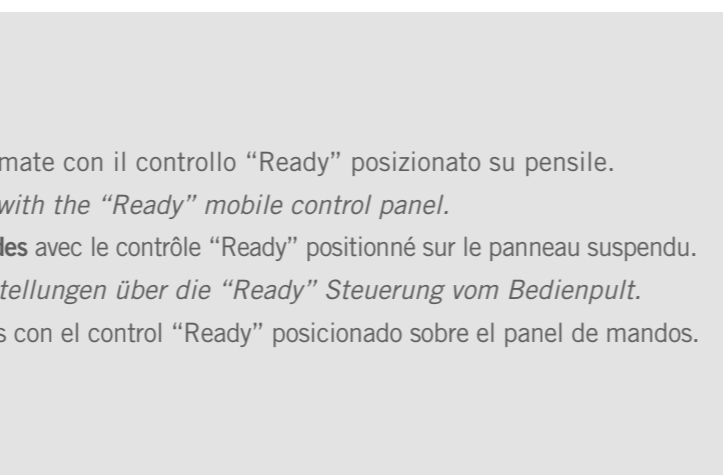 mate con il controllo “Ready” posizionato su pensile.
with the “Ready” mobile control panel.
des avec le contrôle “Ready” positionné sur le panneau suspendu.
tellungen über die “Ready” Steuerung vom Bedienpult.
s con el control “Ready” posicionado sobre el panel de mandos.